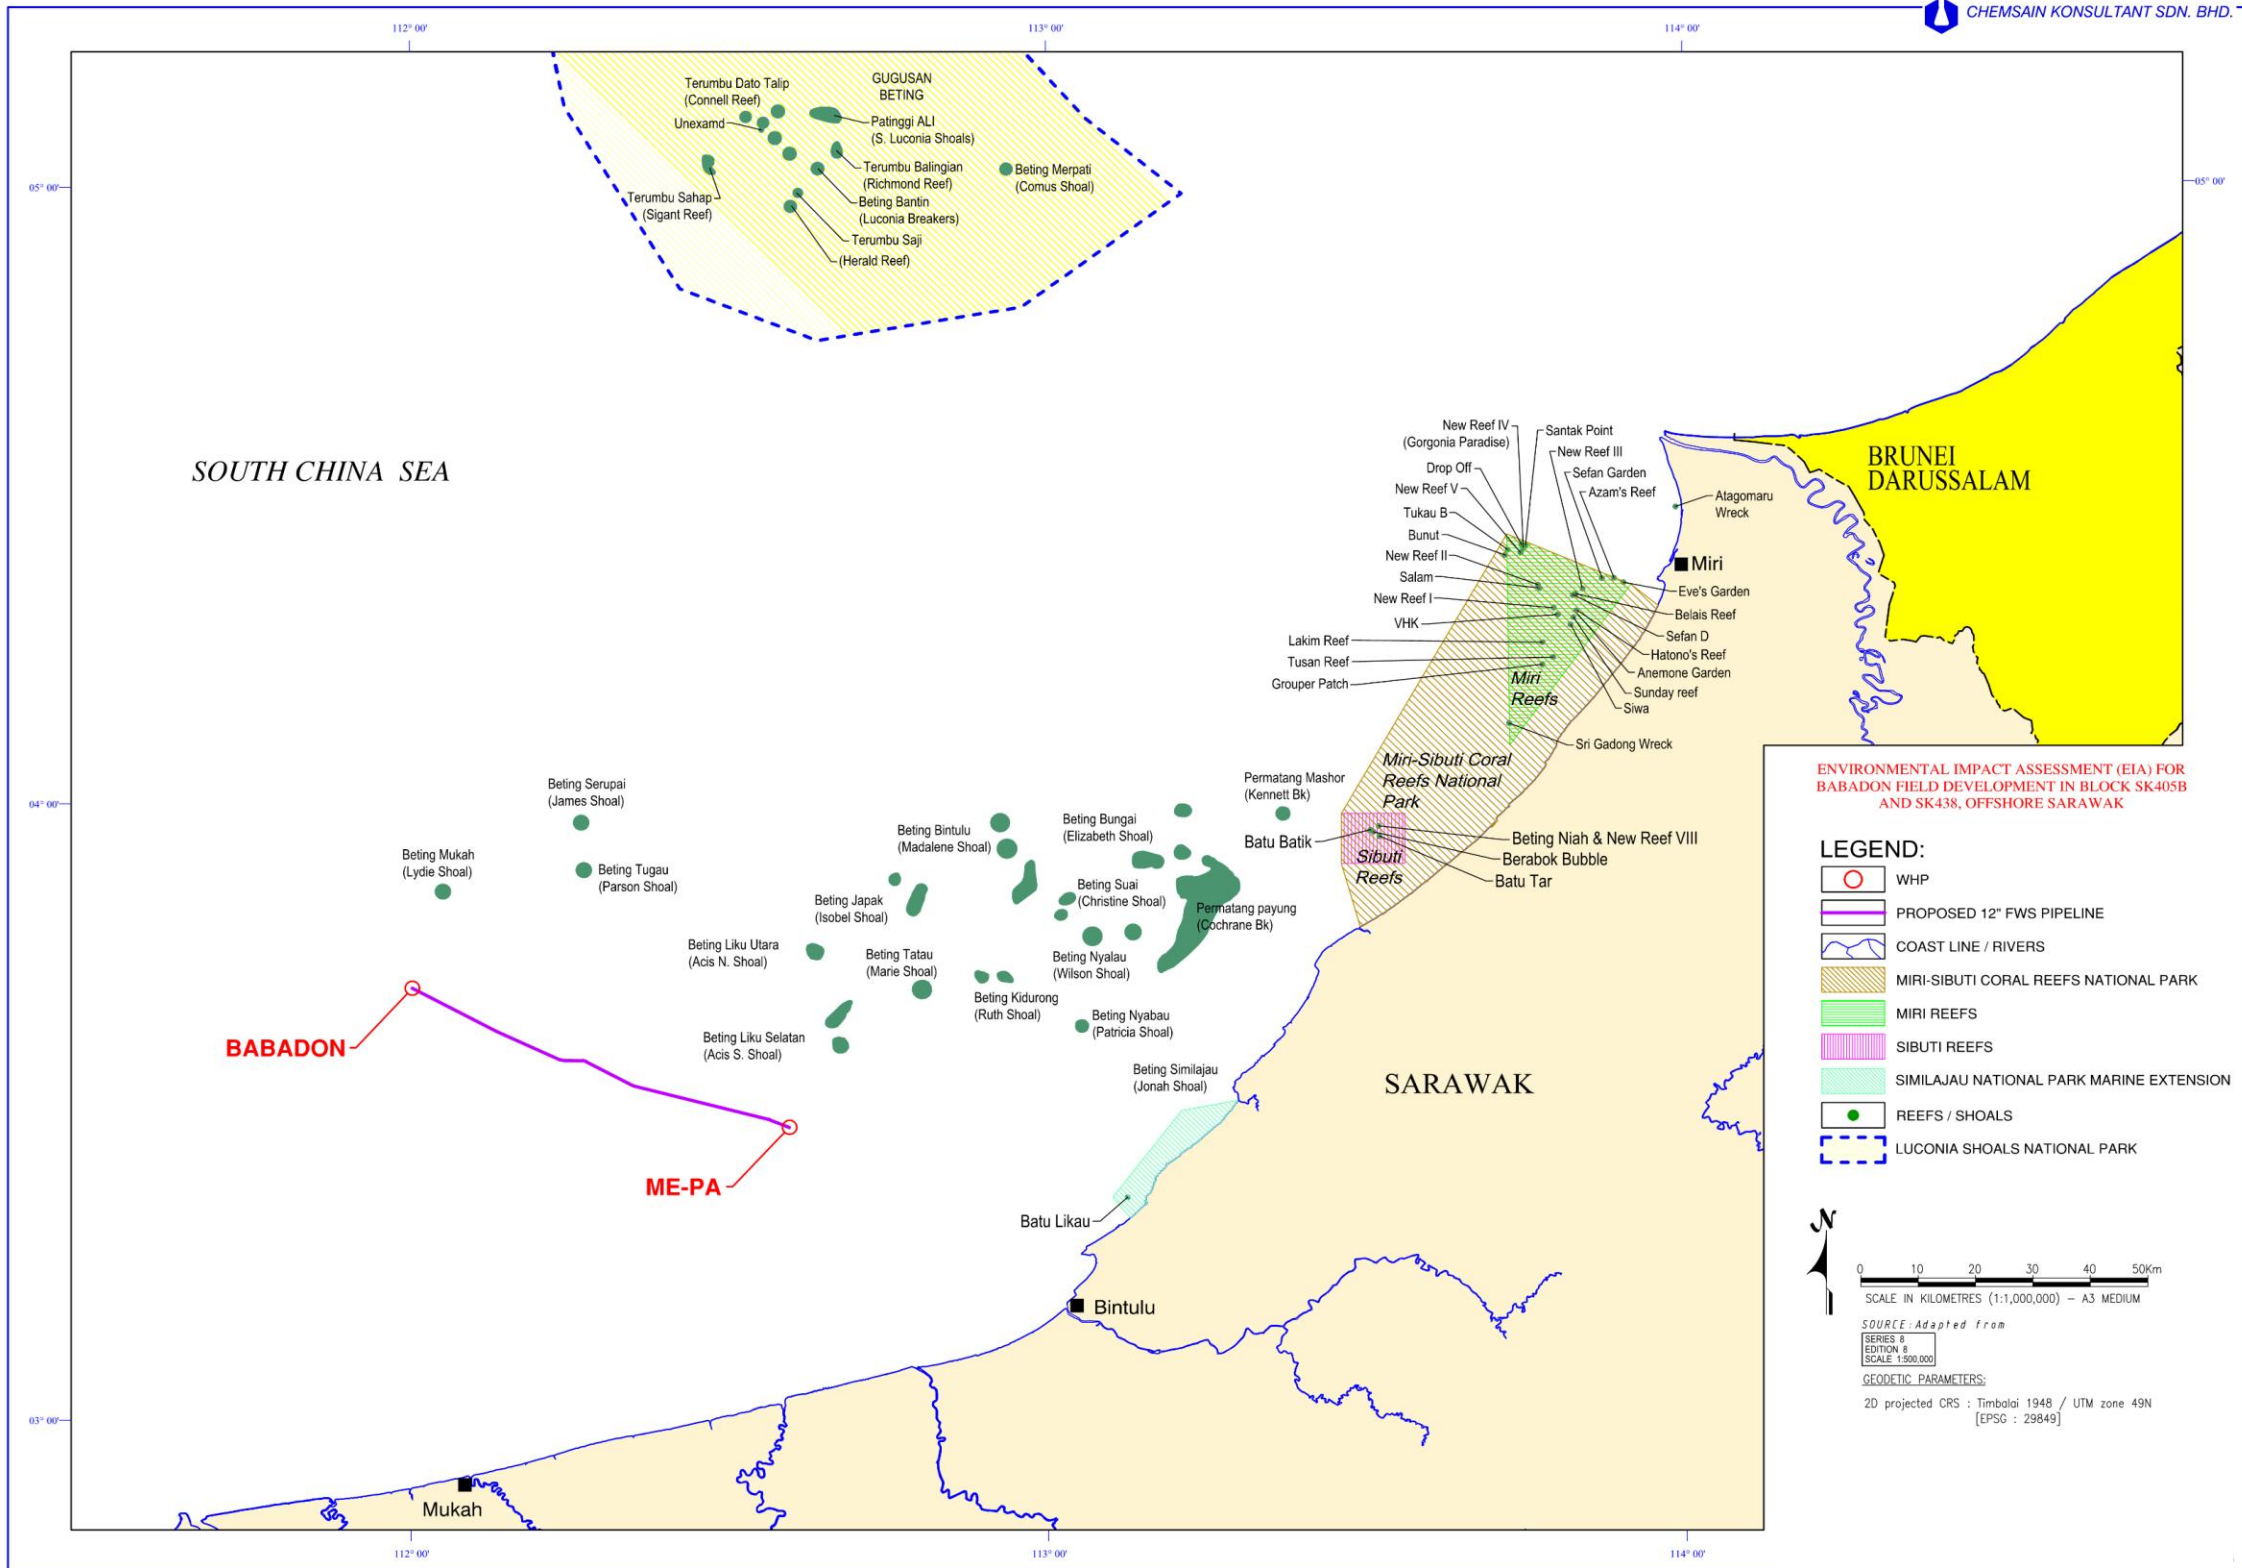 CHEMSAIN KONSULTANT SDN. BHD.
112° 00'
113° 00'
114° 00'
05° 00'
05° 00'
GUGUSAN
BETING
Terumbu Dato Talip
(Connell Reef)
Unexamd
Patinggi ALI
(S. Luconia Shoals)
Terumbu Balingian
(Richmond Reef)
Beting Merpati
(Comus Shoal)
Terumbu Sahap
(Sigant Reef)
Beting Bantin
(Luconia Breakers)
Terumbu Saji
(Herald Reef)
SOUTH CHINA SEA
BRUNEI
DARUSSALAM
New Reef IV
(Gorgonia Paradise)
Santak Point
New Reef III
Drop Off
Sefan Garden
New Reef V
Azam's Reef
Tukau B
Atagomaru
Wreck
Bunut
New Reef II
Miri
Salam
Eve's Garden
New Reef I
Belais Reef
VHK
Sefan D
Lakim Reef
Hatono's Reef
Tusan Reef
Anemone Garden
Grouper Patch
Miri
Reefs
Sunday reef
Siwa
Sri Gadong Wreck
Miri-Sibuti Coral
Reefs National
Park
04° 00'
Beting Serupai
(James Shoal)
Beting Mukah
(Lydie Shoal)
Beting Tugau
(Parson Shoal)
Beting Bintulu
(Madalene Shoal)
Beting Bungai
(Elizabeth Shoal)
Permatang Mashor
(Kennett Bk)
Batu Batik
Beting Niah & New Reef VIII
Berabok Bubble
Batu Tar
Sibuti
Reefs
Beting Japak
(Isobel Shoal)
Beting Suai
(Christine Shoal)
Permatang payung
(Cochrane Bk)
Beting Liku Utara
(Acis N. Shoal)
Beting Tatau
(Marie Shoal)
Beting Nyalau
(Wilson Shoal)
Beting Kidurong
(Ruth Shoal)
Beting Nyabau
(Patricia Shoal)
Beting Liku Selatan
(Acis S. Shoal)
BABADON
ME-PA
Beting Similajau
(Jonah Shoal)
SARAWAK
Batu Likau
Bintulu
03° 00'
Mukah
112° 00'
113° 00'
114° 00'
ENVIRONMENTAL IMPACT ASSESSMENT (EIA) FOR
BABADON FIELD DEVELOPMENT IN BLOCK SK405B
AND SK438, OFFSHORE SARAWAK
LEGEND:
WHP
PROPOSED 12" FWS PIPELINE
COAST LINE / RIVERS
MIRI-SIBUTI CORAL REEFS NATIONAL PARK
MIRI REEFS
SIBUTI REEFS
SIMILAJAU NATIONAL PARK MARINE EXTENSION
REEFS / SHOALS
LUCONIA SHOALS NATIONAL PARK
N
0 10 20 30 40 50Km
SCALE IN KILOMETRES (1:1,000,000) – A3 MEDIUM
SOURCE: Adapted from
SERIES 8
EDITION 8
SCALE 1:500,000
GEODETIC PARAMETERS:
2D projected CRS : Timbalai 1948 / UTM zone 49N
[EPSG : 29849]